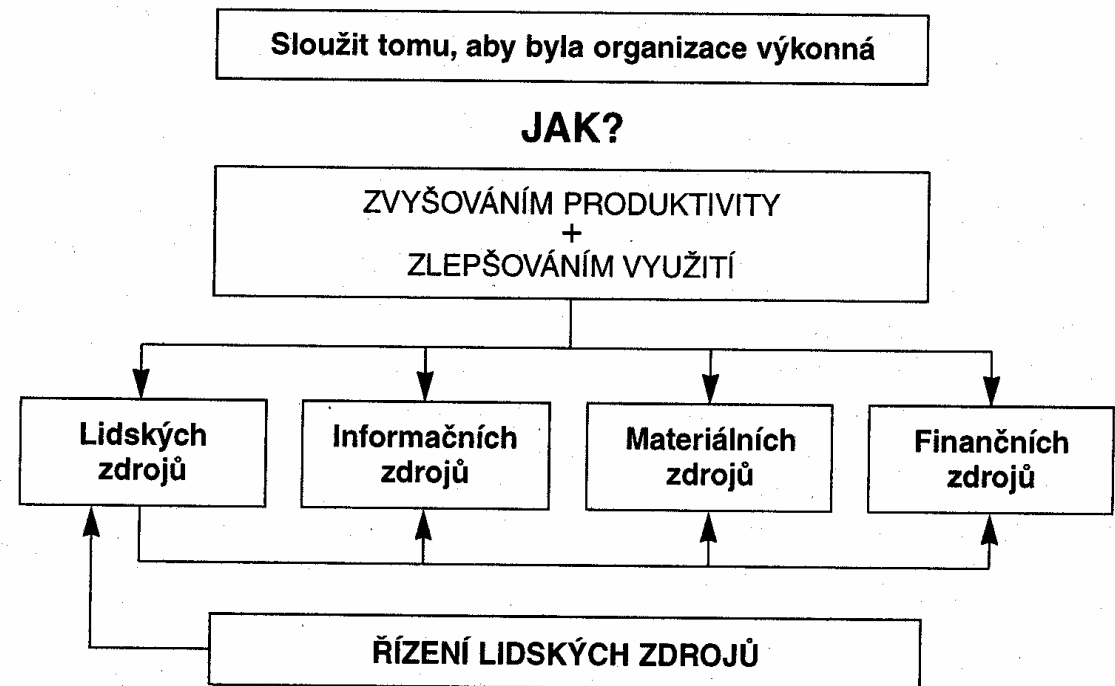 Sloužit tomu, aby byla organizace výkonná
JAK?
ZVYŠOVÁNÍM PRODUKTIVITY
+
ZLEPŠOVÁNÍM VYUŽITÍ
Lidských
zdrojů
Informačních
zdrojů
Materiálních
zdrojů
Finančních
zdrojů
ŘÍZENÍ LIDSKÝCH ZDROJŮ